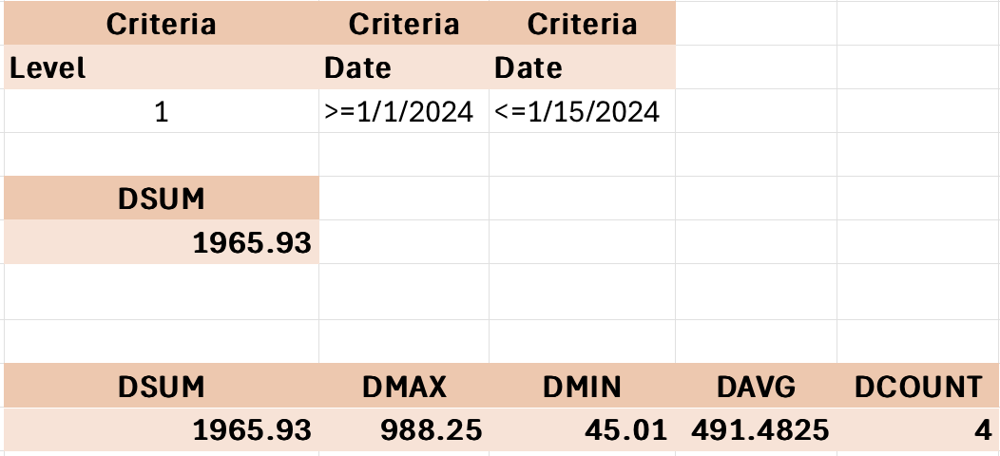 Criteria Criteria Criteria
Level Date Date
1 >=1/1/2024 <=1/15/2024
DSUM
1965.93
DSUM DMAX DMIN DAVG DCOUNT
1965.93 988.25 45.01 491.4825 4